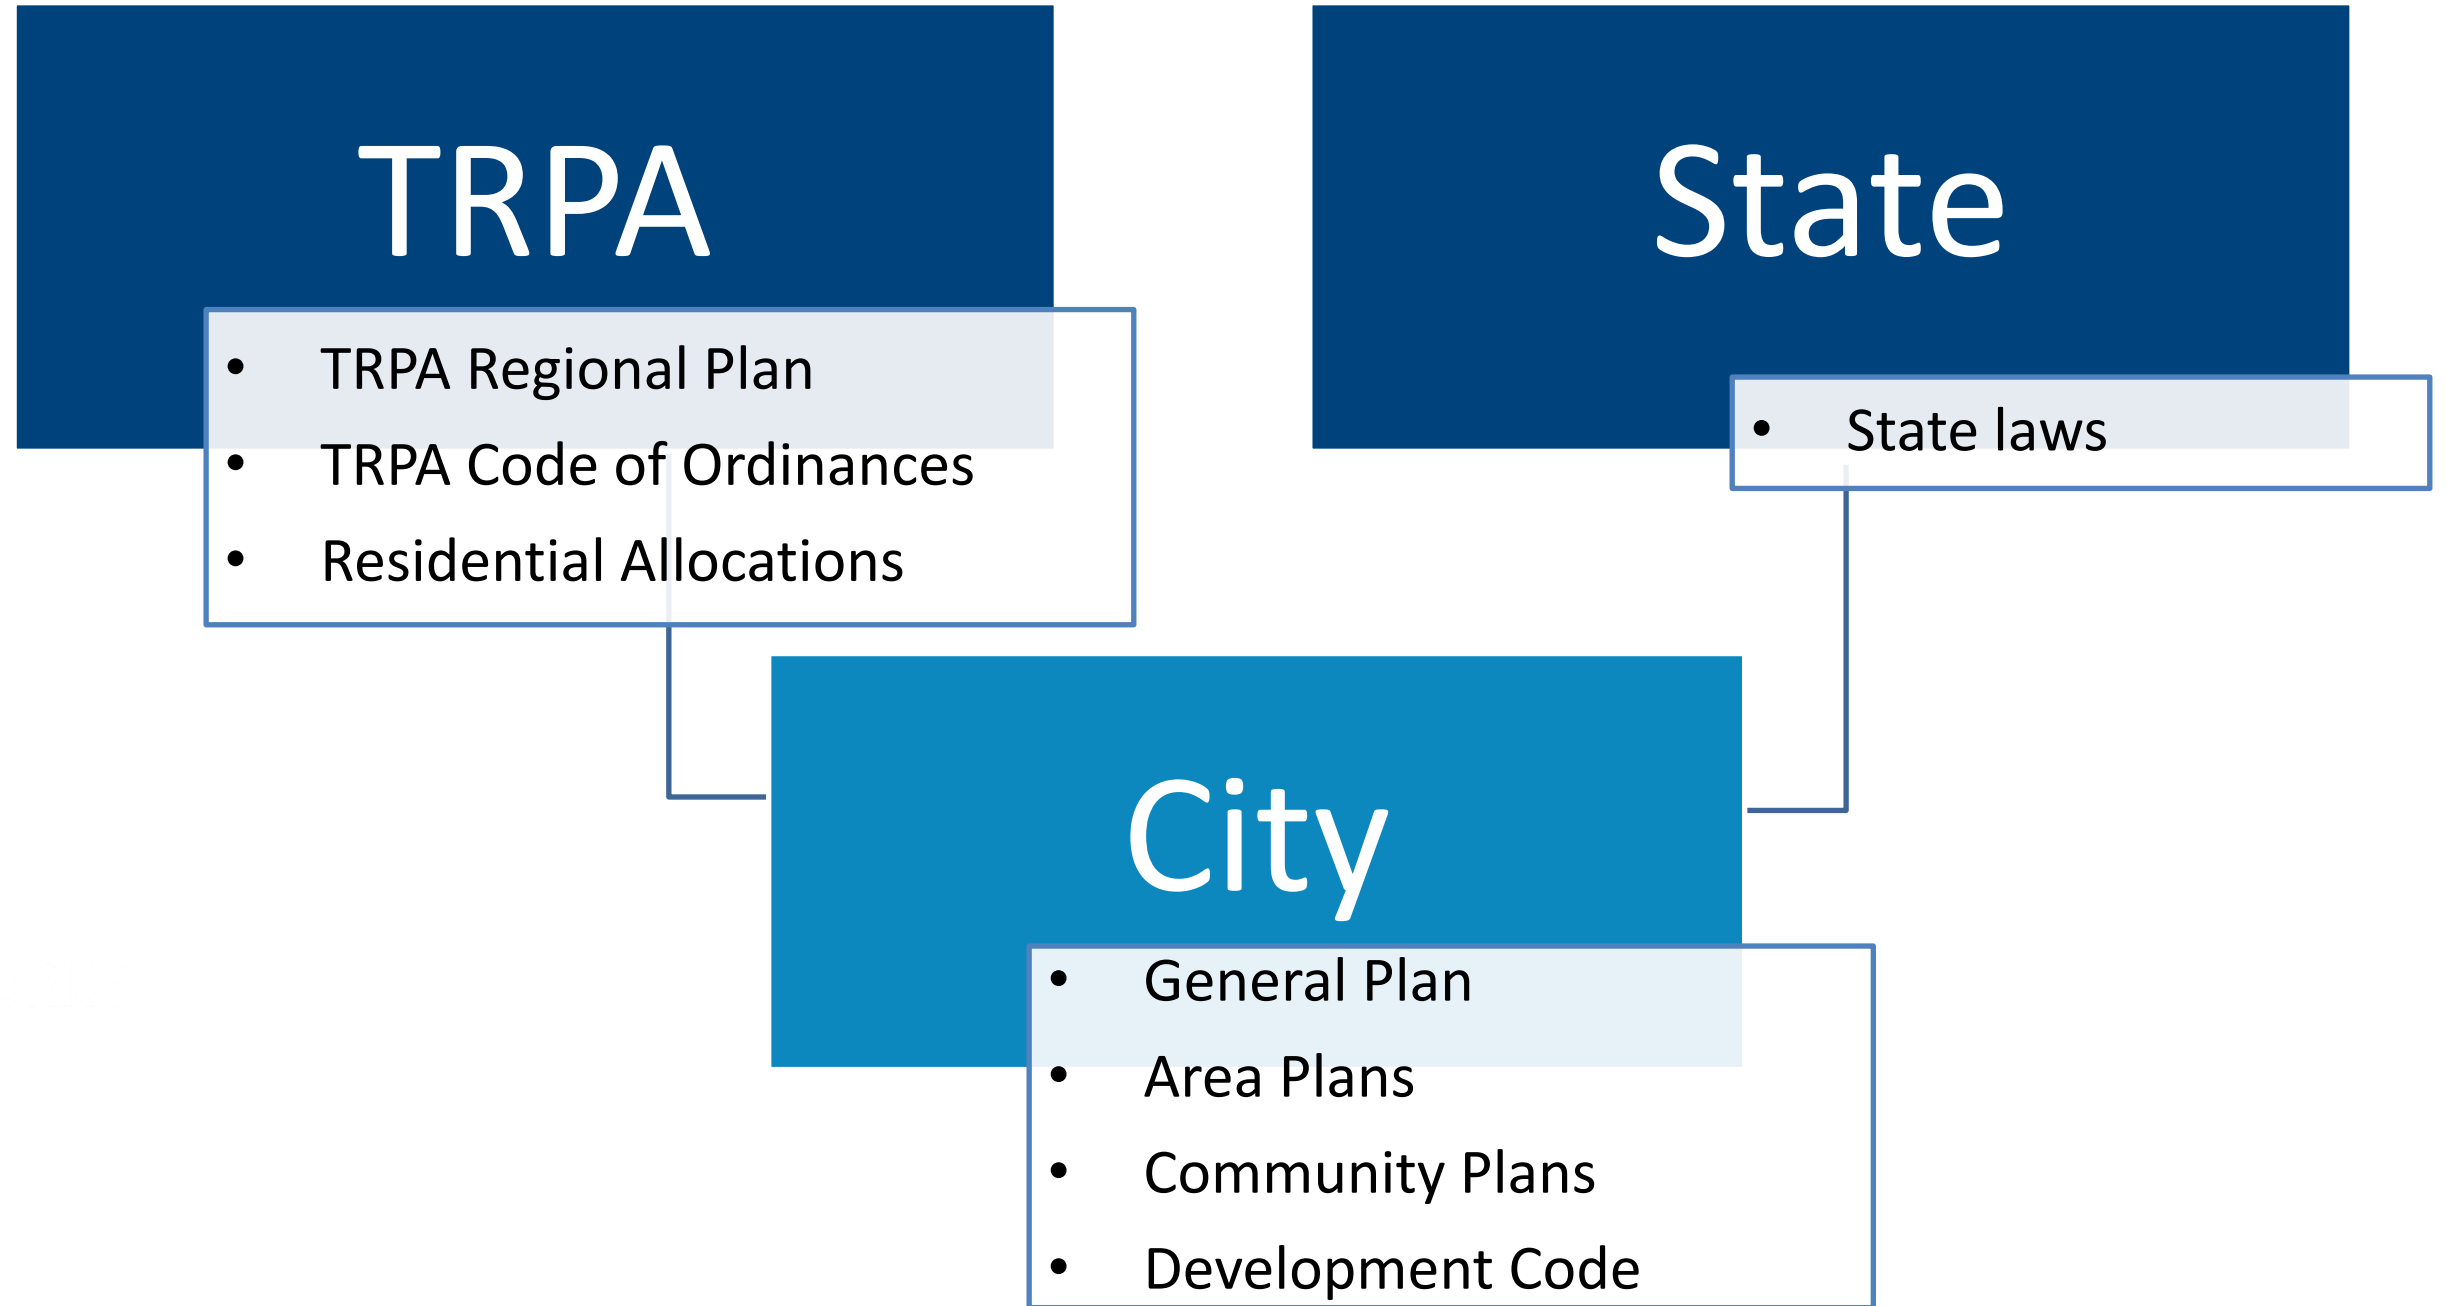 TRPA
• TRPA Regional Plan
• TRPA Code of Ordinances
• Residential Allocations
State
• State laws
City
• General Plan
• Area Plans
• Community Plans
• Development Code